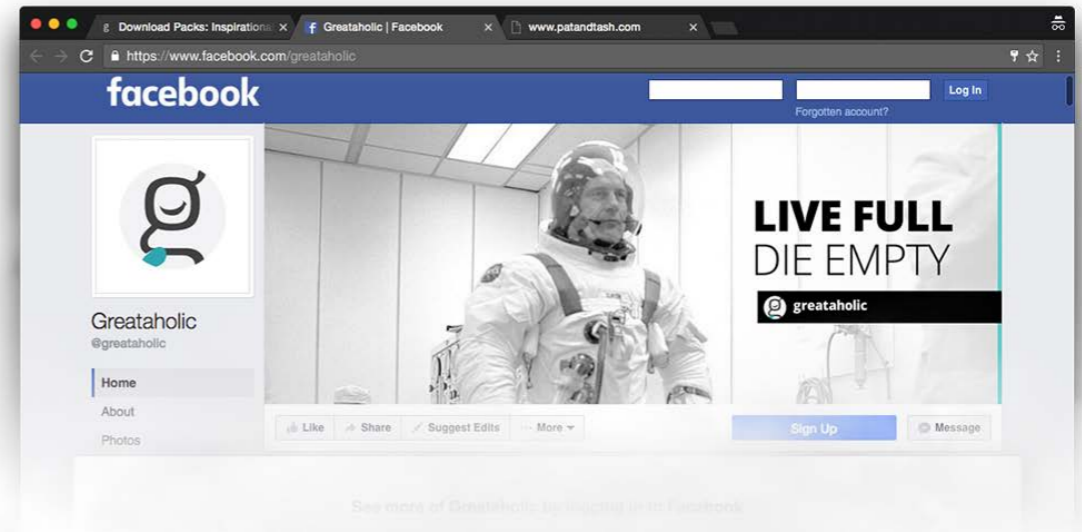 Download Packs: Inspirational
Greataholic | Facebook
www.patandtash.com
https://www.facebook.com/greataholic
facebook
Log In
Forgotten account?
g
LIVE FULL
DIE EMPTY
greataholic
Greataholic
@greataholic
Home
About
Photos
Like
Share
Suggest Edits
More
Sign Up
Message
See more of Greataholic by logging in to Facebook